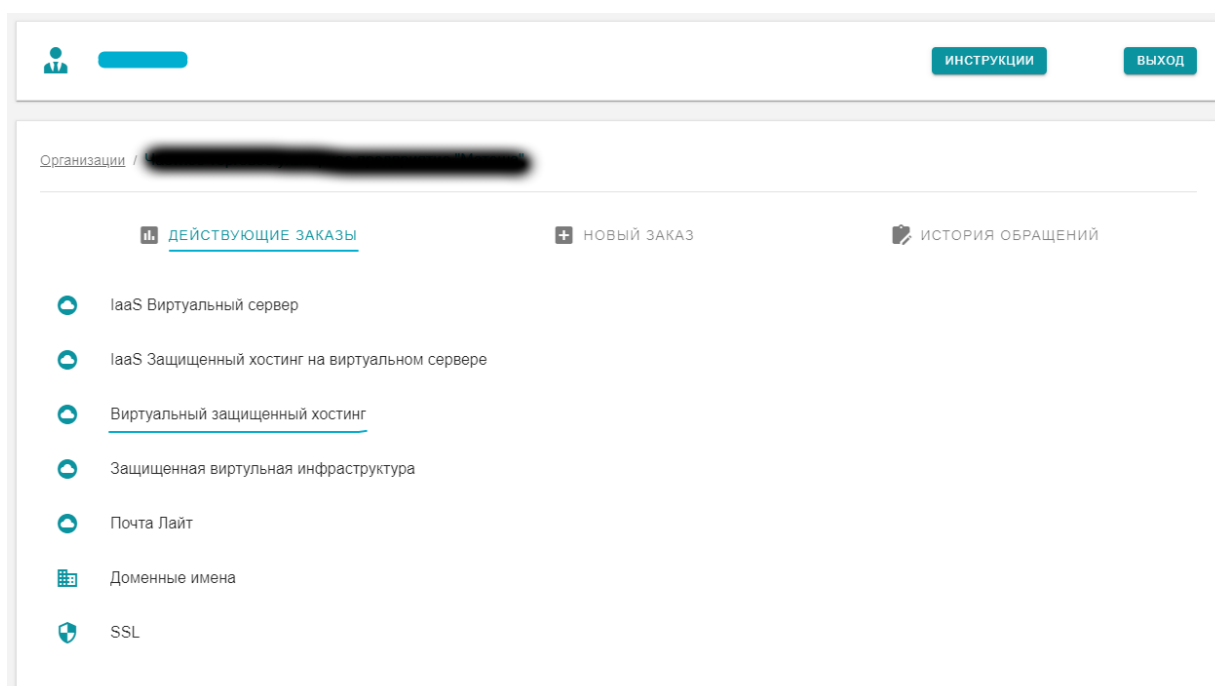 ИНСТРУКЦИИ ВЫХОД
Организации /
ДЕЙСТВУЮЩИЕ ЗАКАЗЫ НОВЫЙ ЗАКАЗ ИСТОРИЯ ОБРАЩЕНИЙ
IaaS Виртуальный сервер
IaaS Защищенный хостинг на виртуальном сервере
Виртуальный защищенный хостинг
Защищенная виртульная инфраструктура
Почта Лайт
Доменные имена
SSL